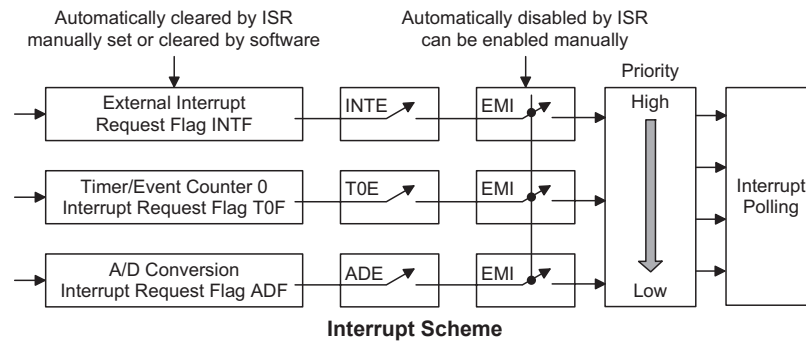 Automatically cleared by ISR
manually set or cleared by software
Automatically disabled by ISR
can be enabled manually
Priority
External Interrupt
Request Flag INTF
INTE
EMI
High
Timer/Event Counter 0
Interrupt Request Flag T0F
T0E
EMI
Interrupt
Polling
A/D Conversion
Interrupt Request Flag ADF
ADE
EMI
Low
Interrupt Scheme